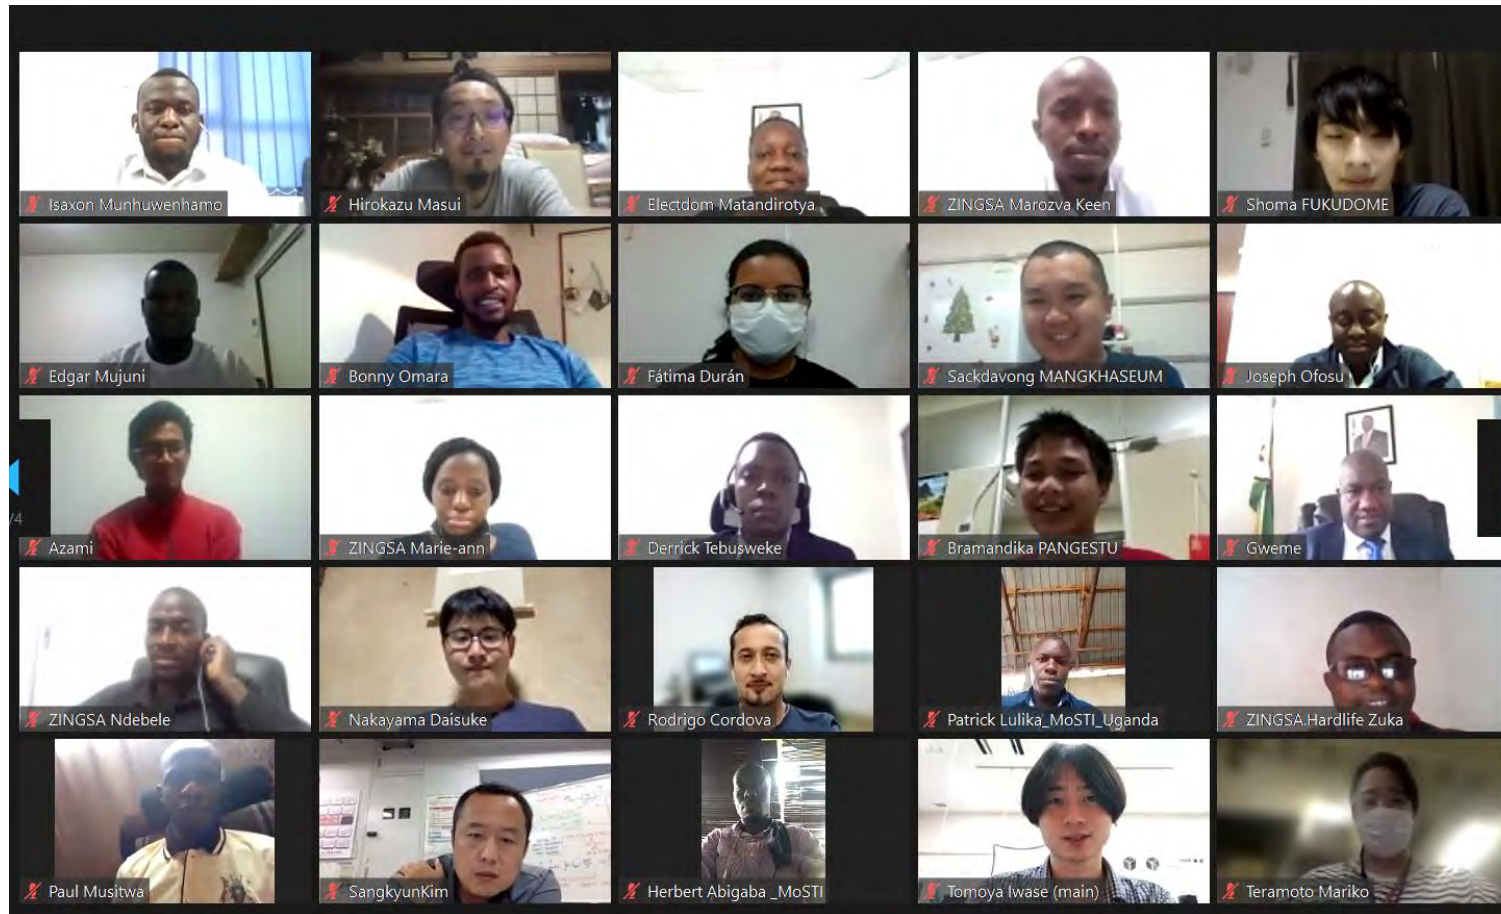 Isaxon Munhuwenhamo
Hirokazu Masui
Electdom Matandirotya
ZINGSA Marozva Keen
Shoma FUKUDOME
Edgar Mujuni
Bonny Omara
Fátima Durán
Sackdavong MANGKHASEUM
Joseph Ofosu
/4
Azami
ZINGSA Marie-ann
Derrick Tebusweke
Bramandika PANGESTU
Gweme
ZINGSA Ndebele
Nakayama Daisuke
Rodrigo Cordova
Patrick Lulika_MoSTI_Uganda
ZINGSA.Hardlife Zuka
Paul Musitwa
SangkyunKim
Herbert Abigaba _MoSTI
Tomoya Iwase (main)
Teramoto Mariko